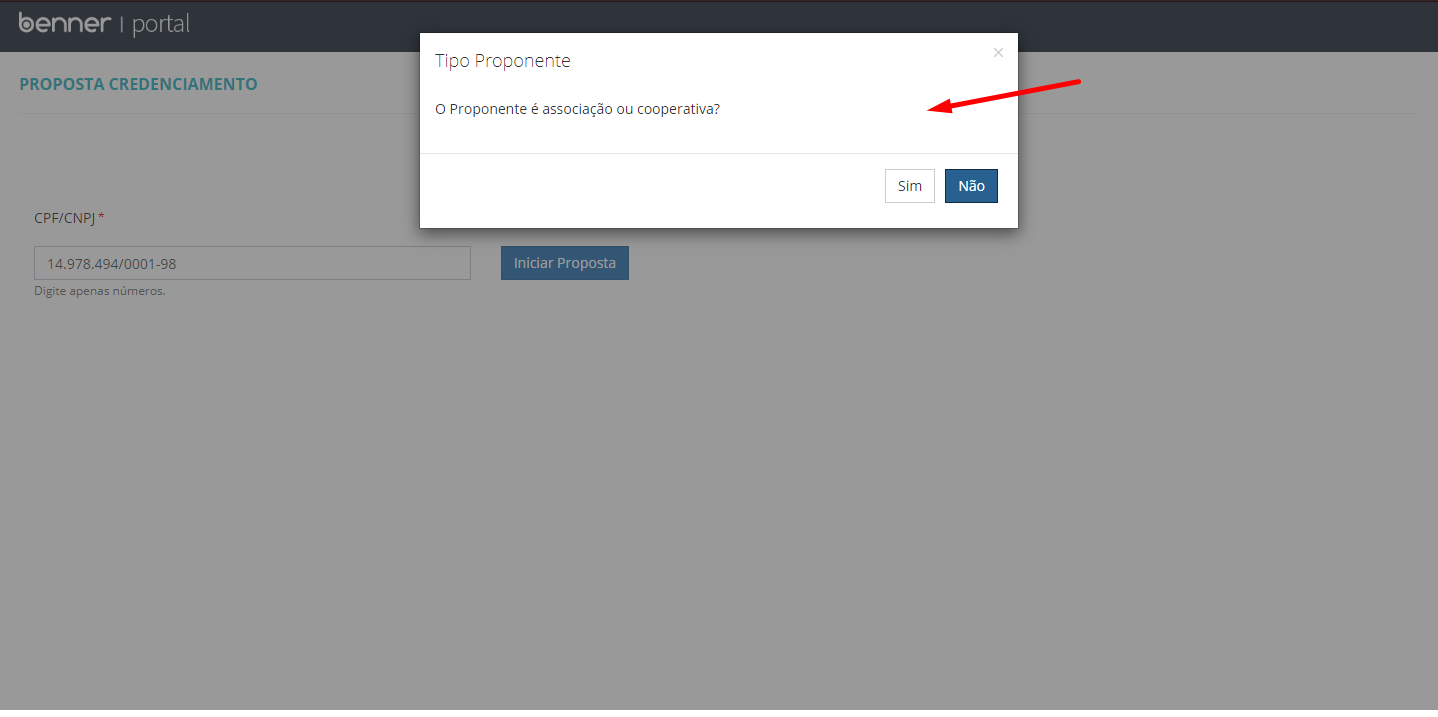 benner | portal
Tipo Proponente
×
PROPOSTA CREDENCIAMENTO
O Proponente é associação ou cooperativa?
Sim
Não
CPF/CNPJ *
14.978.494/0001-98
Iniciar Proposta
Digite apenas números.